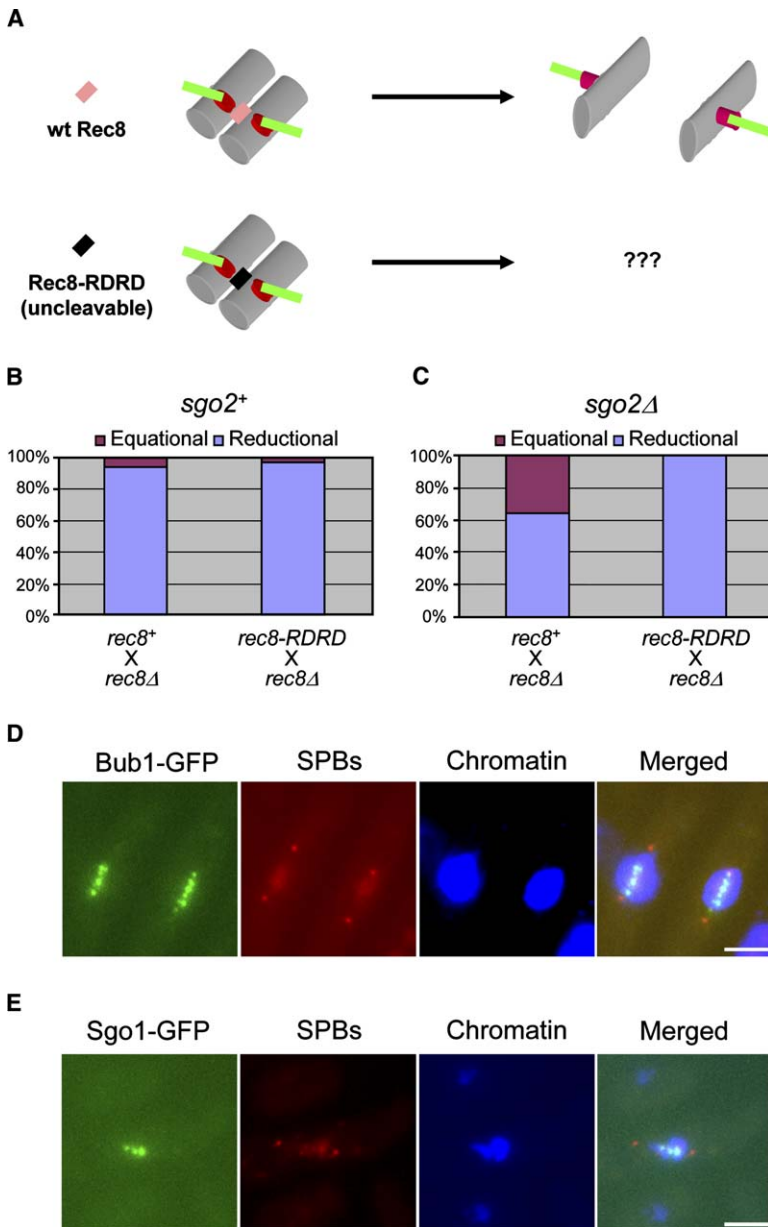 A
wt Rec8
Rec8-RDRD
(uncleavable)
???
B
sgo2+
Equational Reductional
100%
80%
60%
40%
20%
0%
rec8+
X
rec8Δ
rec8-RDRD
X
rec8Δ
C
sgo2Δ
Equational Reductional
100%
80%
60%
40%
20%
0%
rec8+
X
rec8Δ
rec8-RDRD
X
rec8Δ
D
Bub1-GFP SPBs Chromatin Merged
E
Sgo1-GFP SPBs Chromatin Merged